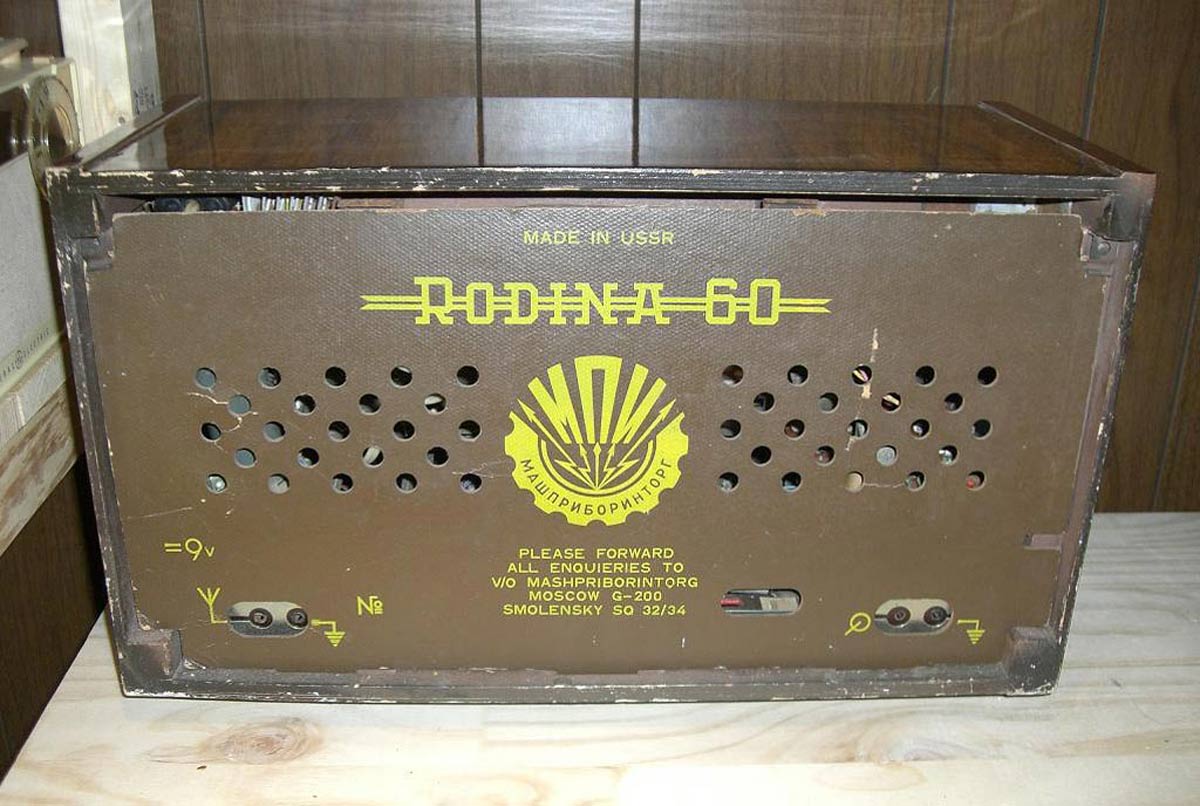 MADE IN USSR
RODINA 60
МПИ
МАШПРИБОРИНТОРГ
=9v
PLEASE FORWARD
ALL ENQUIERIES TO
V/O MASHPRIBORINTORG
MOSCOW G-200
SMOLENSKY SQ 32/34
№